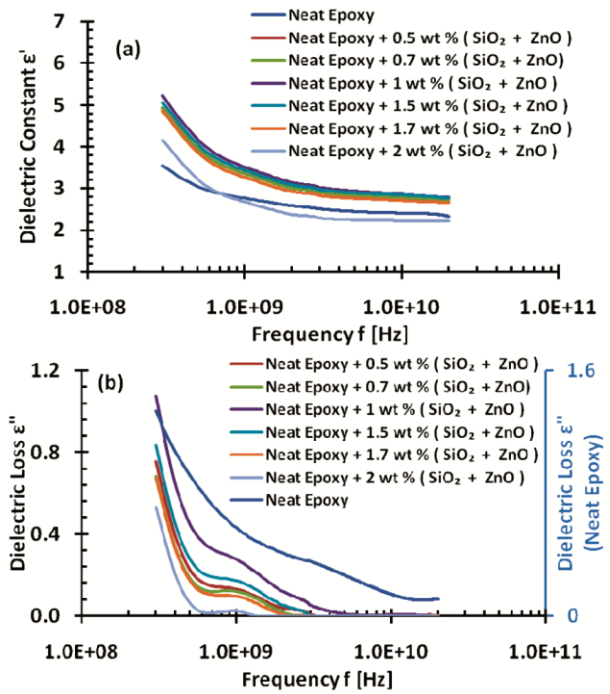 (a)
Neat Epoxy
Neat Epoxy + 0.5 wt % ( SiO₂ + ZnO )
Neat Epoxy + 0.7 wt % ( SiO₂ + ZnO)
Neat Epoxy + 1 wt % ( SiO₂ + ZnO )
Neat Epoxy + 1.5 wt % ( SiO₂ + ZnO )
Neat Epoxy + 1.7 wt % ( SiO₂ + ZnO )
Neat Epoxy + 2 wt % ( SiO₂ + ZnO )
Dielectric Constant ε'
7
6
5
4
3
2
1
1.0E+08 1.0E+09 1.0E+10 1.0E+11
Frequency f [Hz]
(b)
Neat Epoxy + 0.5 wt % ( SiO₂ + ZnO )
Neat Epoxy + 0.7 wt % ( SiO₂ + ZnO)
Neat Epoxy + 1 wt % ( SiO₂ + ZnO )
Neat Epoxy + 1.5 wt % ( SiO₂ + ZnO )
Neat Epoxy + 1.7 wt % ( SiO₂ + ZnO )
Neat Epoxy + 2 wt % ( SiO₂ + ZnO )
Neat Epoxy
Dielectric Loss ε"
1.2
0.8
0.4
0.0
1.6
0
Dielectric Loss ε"
(Neat Epoxy)
1.0E+08 1.0E+09 1.0E+10 1.0E+11
Frequency f [Hz]